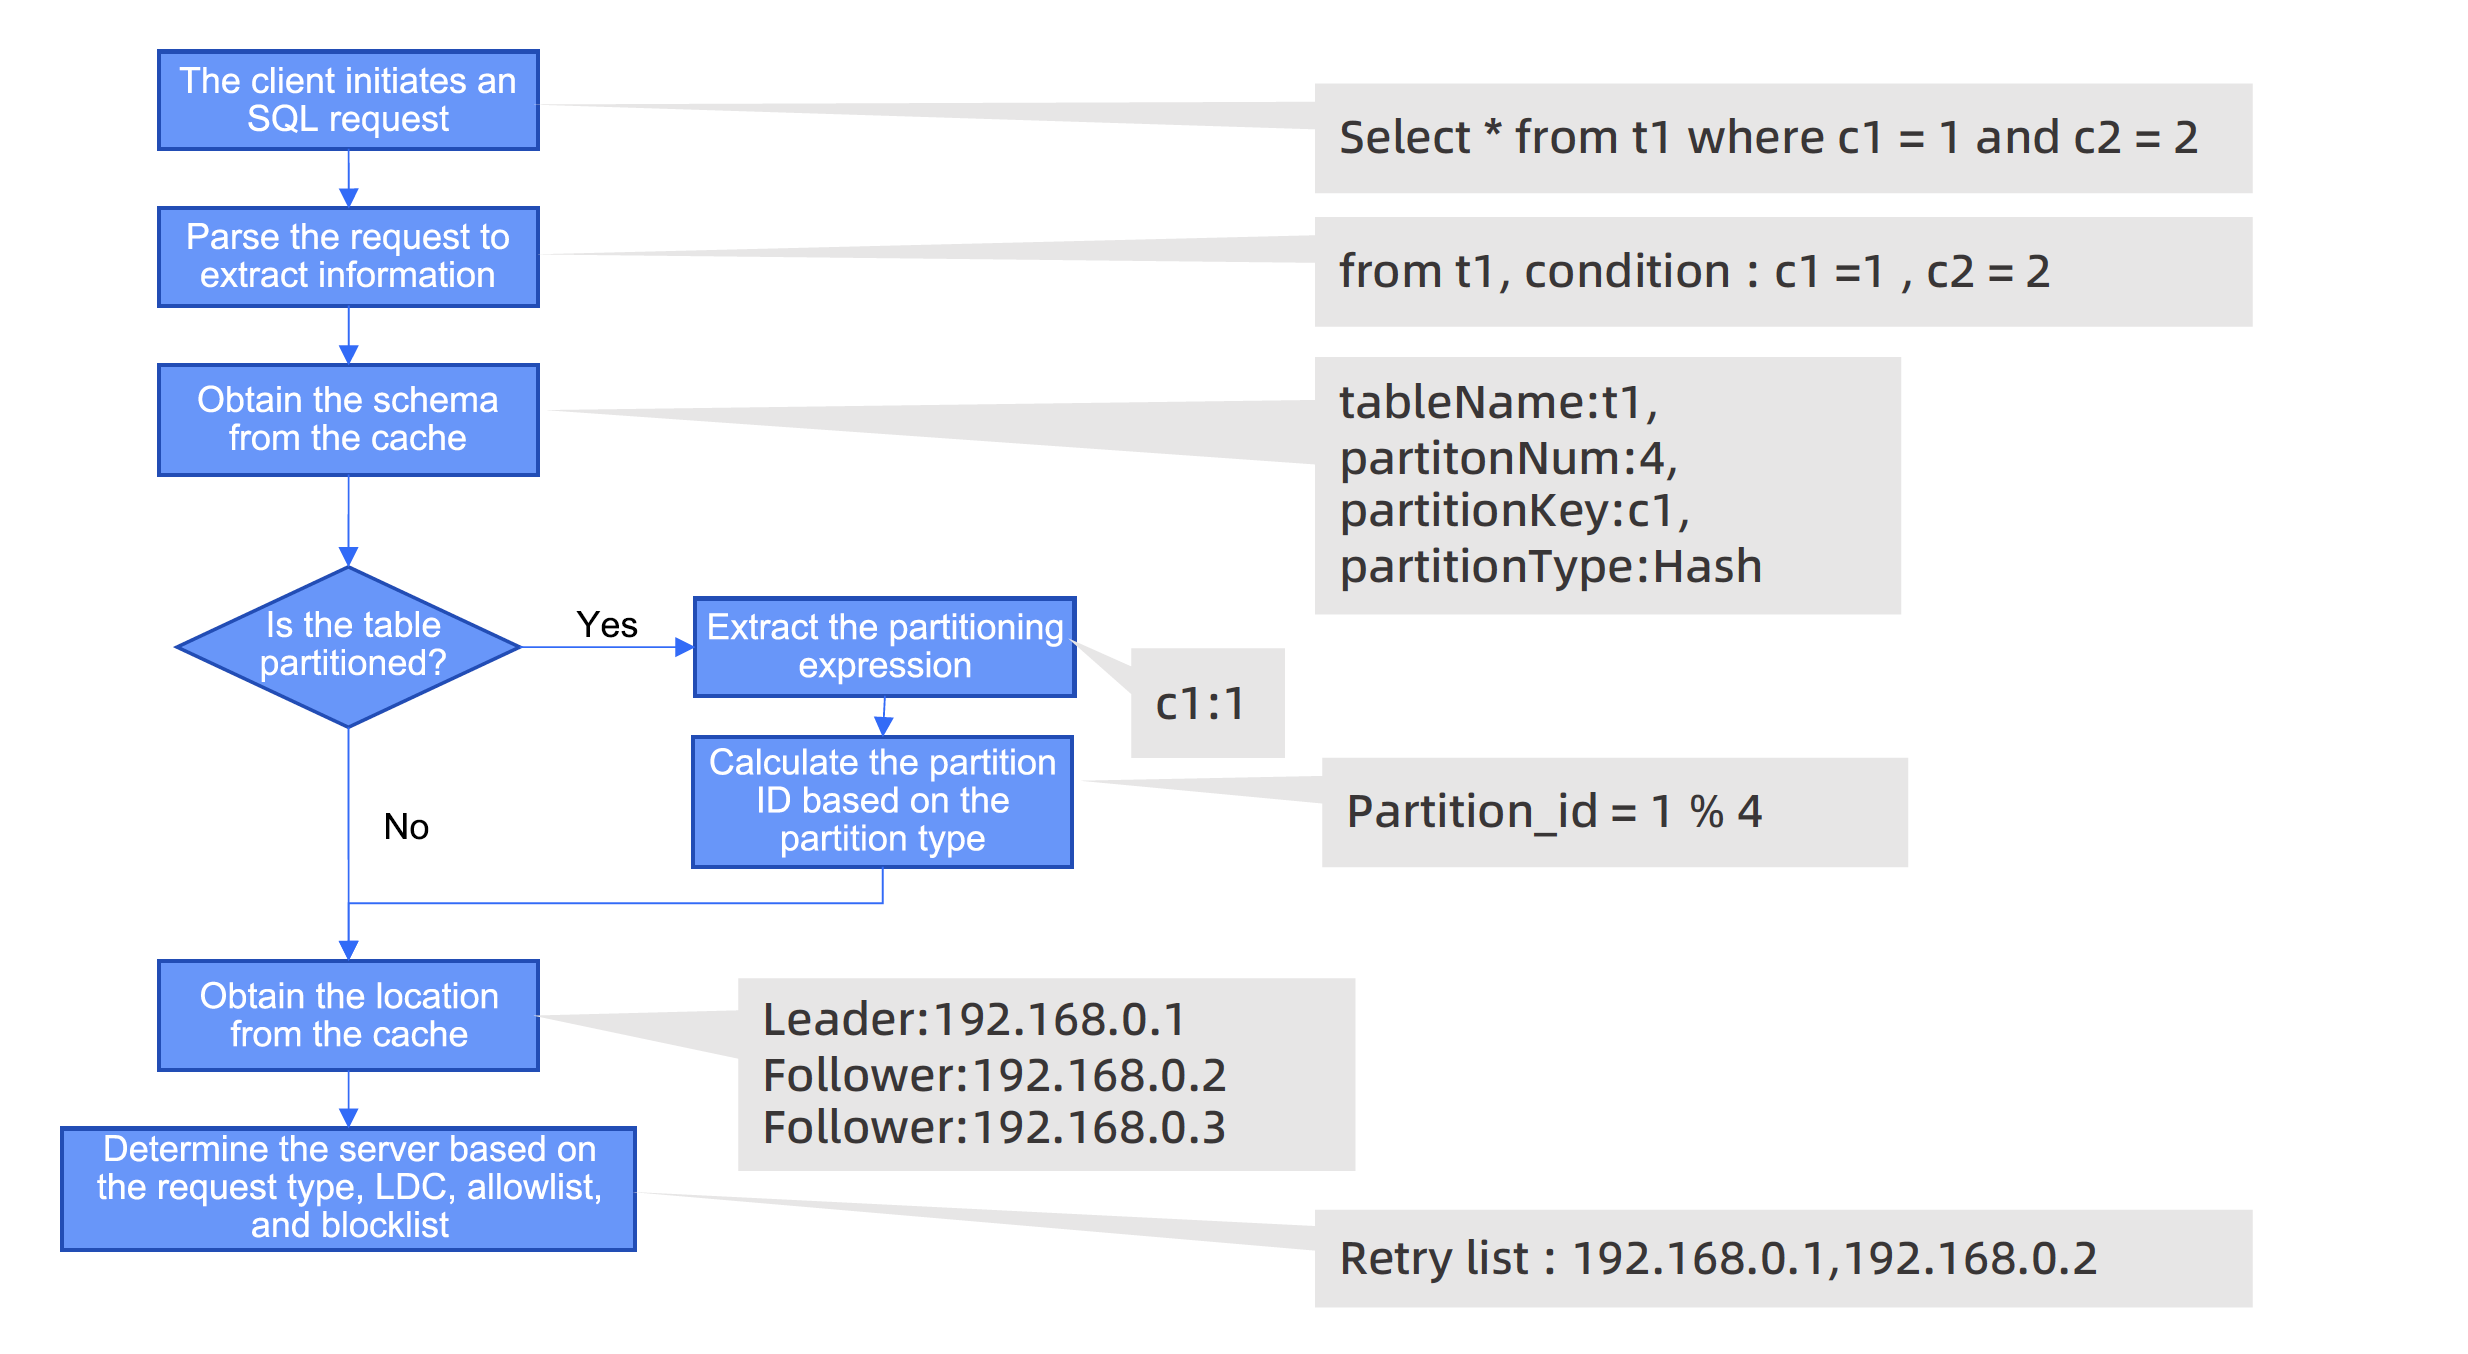 The client initiates an
SQL request
Select * from t1 where c1 = 1 and c2 = 2
Parse the request to
extract information
from t1, condition : c1 =1 , c2 = 2
Obtain the schema
from the cache
tableName:t1,
partitonNum:4,
partitionKey:c1,
partitionType:Hash
Is the table
partitioned?
Yes
Extract the partitioning
expression
c1:1
No
Calculate the partition
ID based on the
partition type
Partition_id = 1 % 4
Obtain the location
from the cache
Leader:192.168.0.1
Follower:192.168.0.2
Follower:192.168.0.3
Determine the server based on
the request type, LDC, allowlist,
and blocklist
Retry list : 192.168.0.1,192.168.0.2